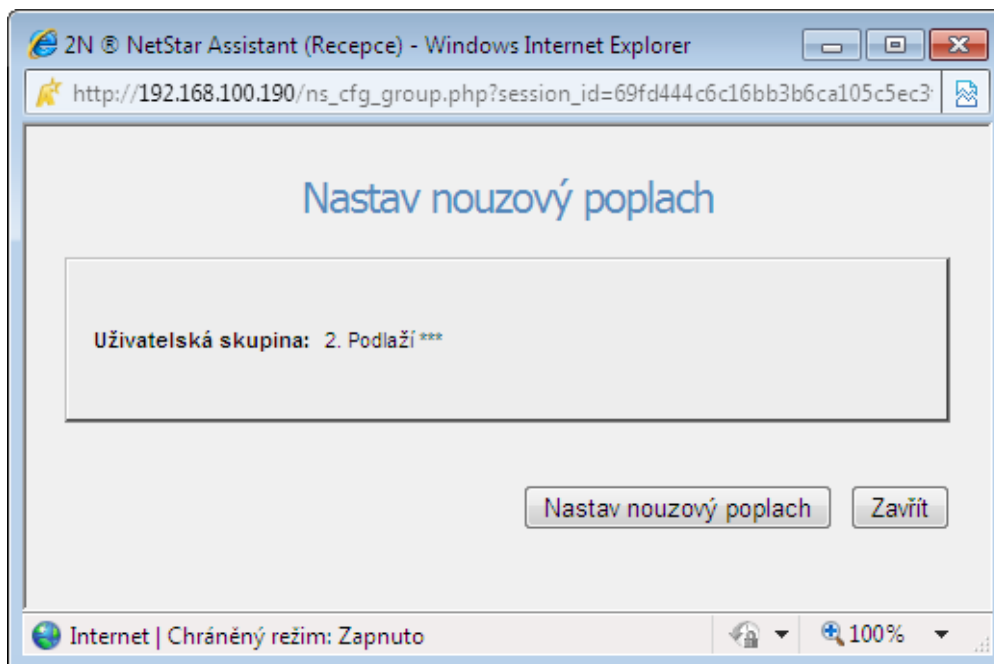 2N ® NetStar Assistant (Recepce) - Windows Internet Explorer
http://192.168.100.190/ns_cfg_group.php?session_id=69fd444c6c16bb3b6ca105c5ec3
Nastav nouzový poplach
Uživatelská skupina: 2. Podlaží ***
Nastav nouzový poplach Zavřít
Internet | Chráněný režim: Zapnuto 100%